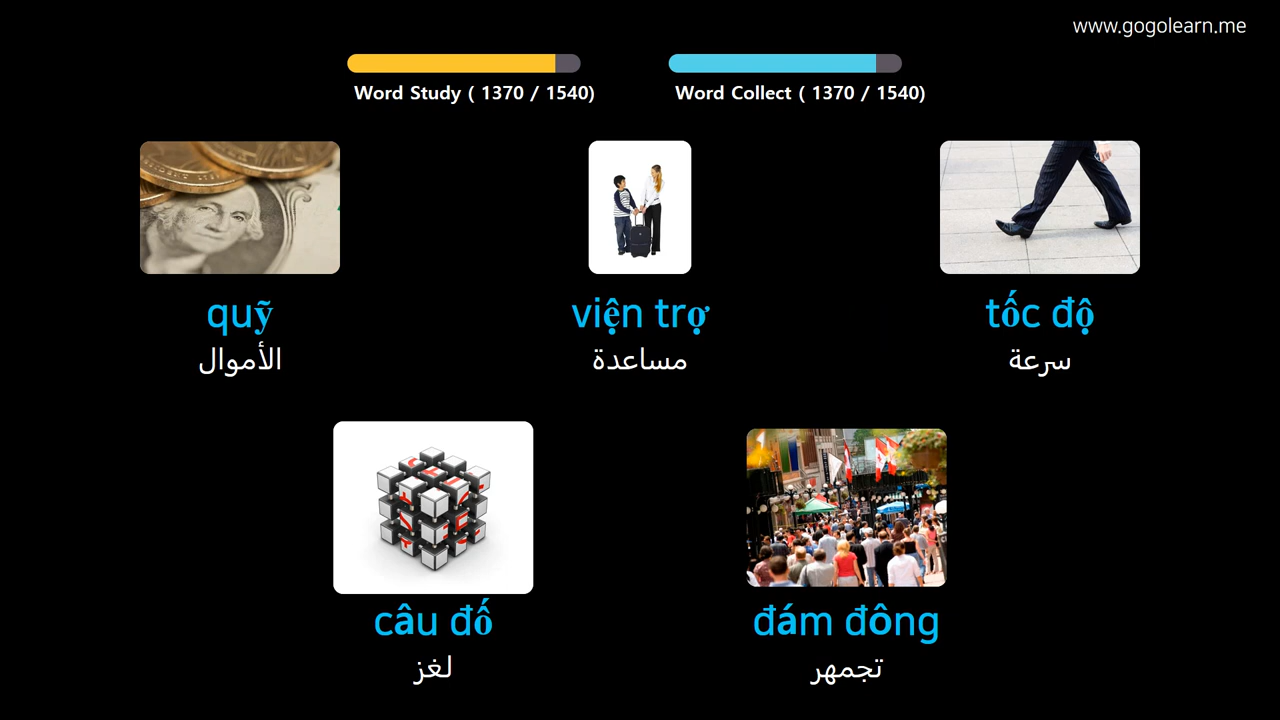 www.gogolearn.me
Word Study ( 1370 / 1540)
Word Collect ( 1370 / 1540)
quỹ
الأموال
viện trợ
مساعدة
tốc độ
سرعة
câu đố
لغز
đám đông
تجمهر